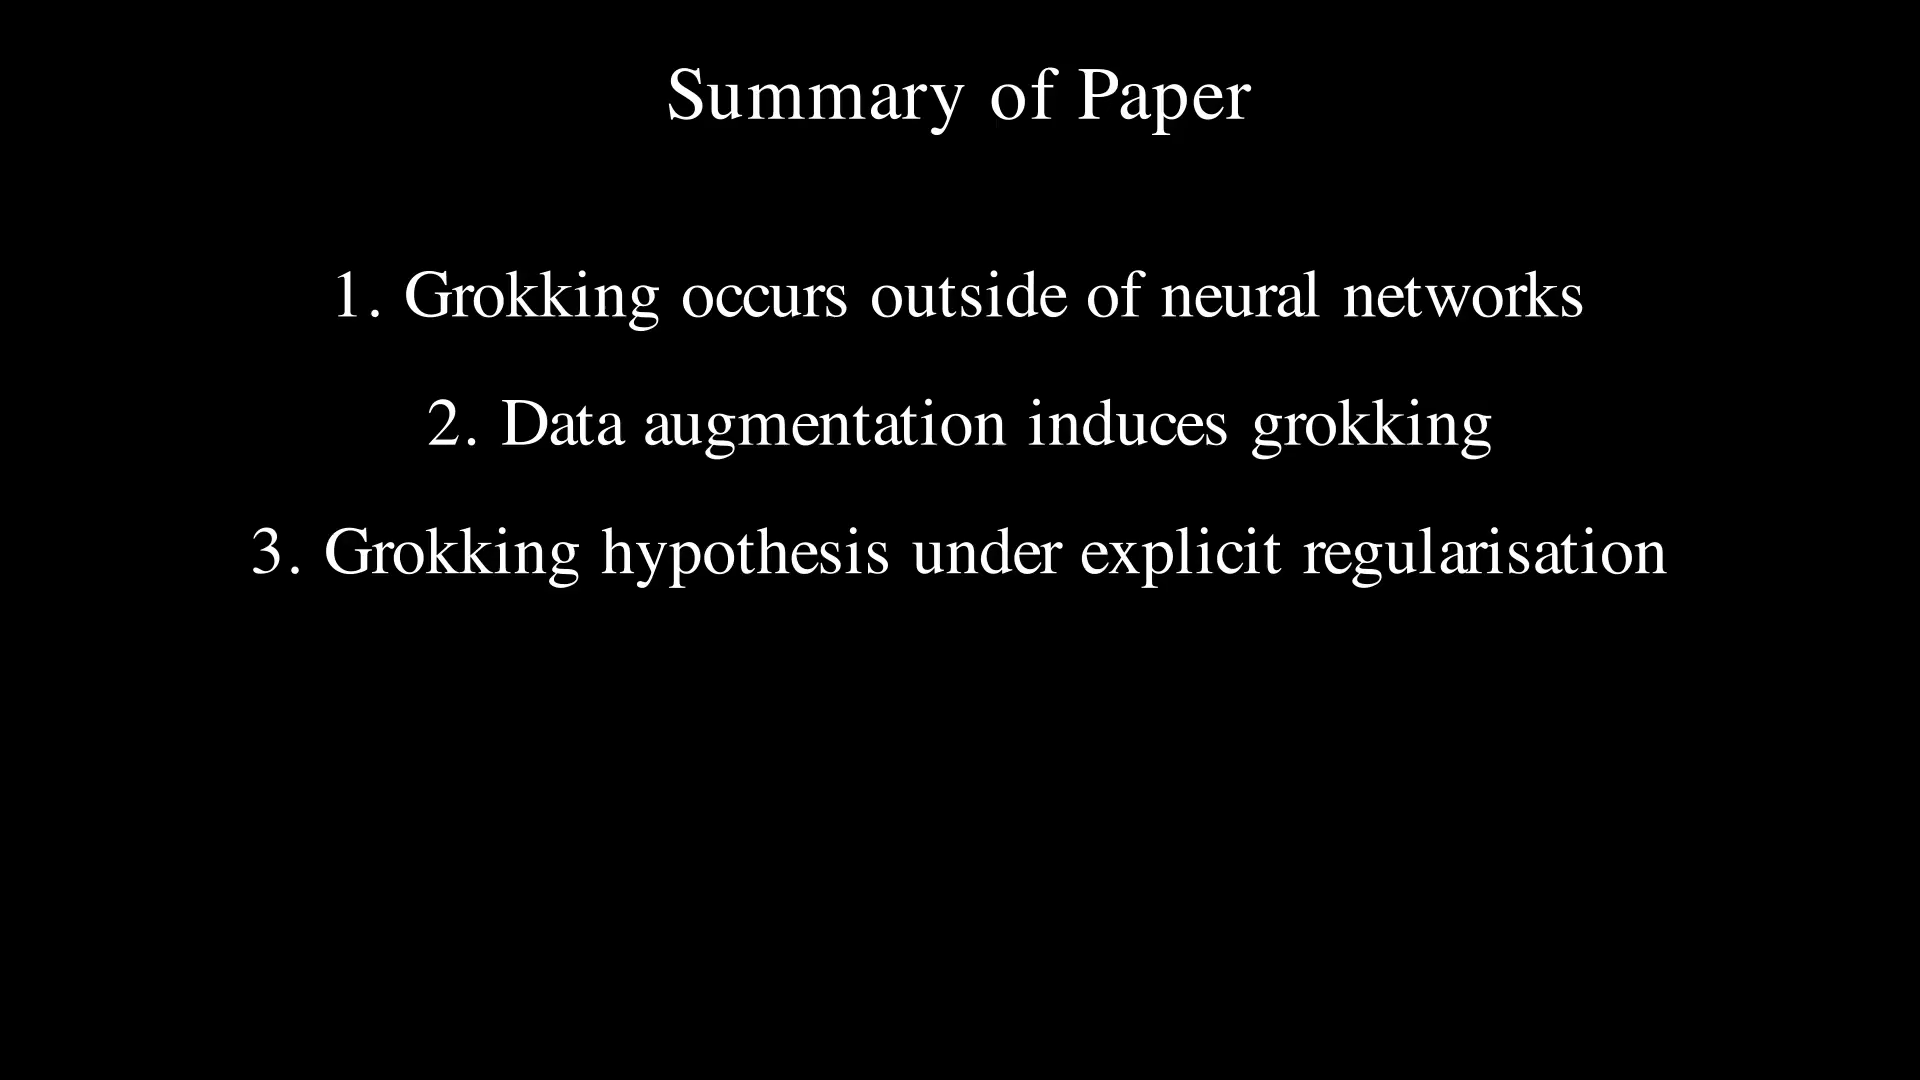 Summary of Paper
1. Grokking occurs outside of neural networks
2. Data augmentation induces grokking
3. Grokking hypothesis under explicit regularisation